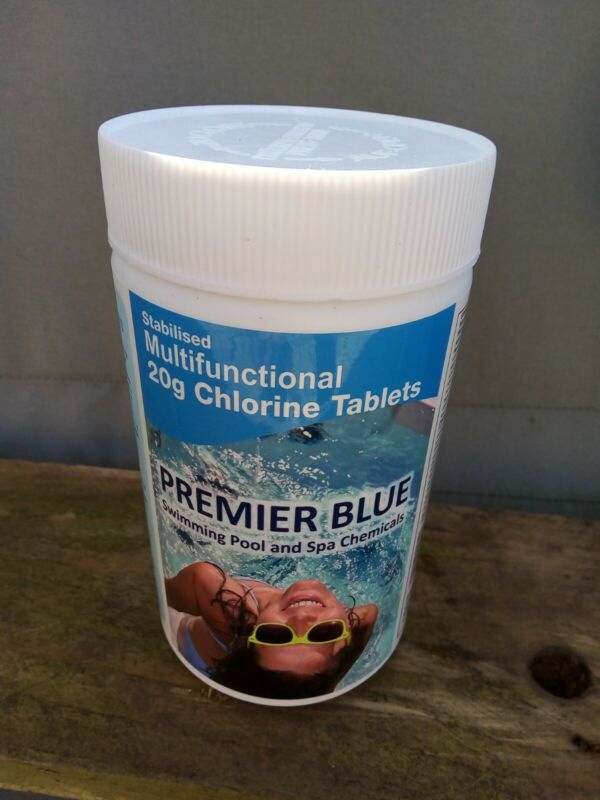 Stabilised
Multifunctional
20g Chlorine Tablets
PREMIER BLUE
Swimming Pool and Spa Chemicals